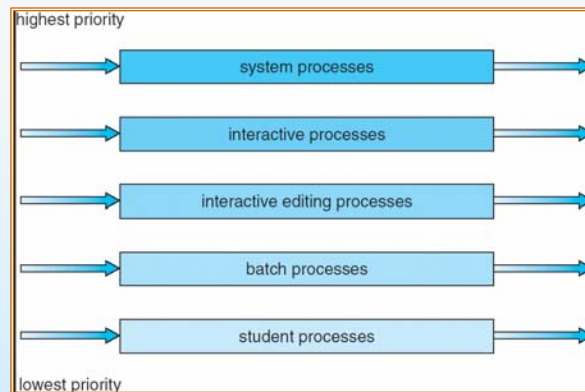 highest priority
system processes
interactive processes
interactive editing processes
batch processes
student processes
lowest priority